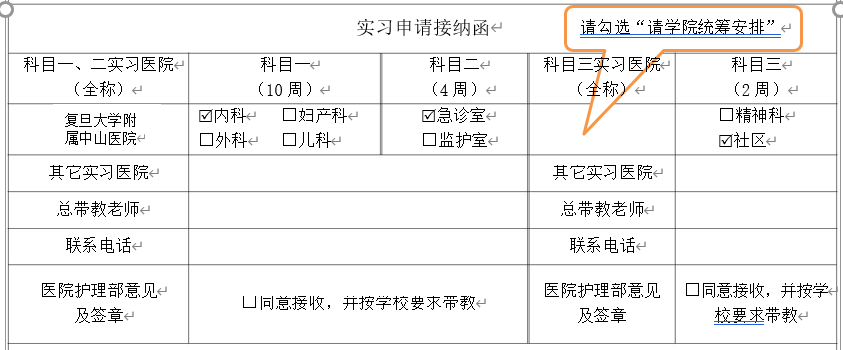 实习申请接纳函
请勾选“请学院统筹安排”
科目一、二实习医院
（全称）
科目一
（10 周）
科目二
（4 周）
科目三实习医院
（全称）
科目三
（2 周）
复旦大学附
属中山医院
☑内科 ☐妇产科
☐外科 ☐儿科
☑急诊室
☐监护室
☐精神科
☑社区
其它实习医院
其它实习医院
总带教老师
总带教老师
联系电话
联系电话
医院护理部意见
及签章
☐同意接收，并按学校要求带教
医院护理部意见
及签章
☐同意接收，并按学
校要求带教